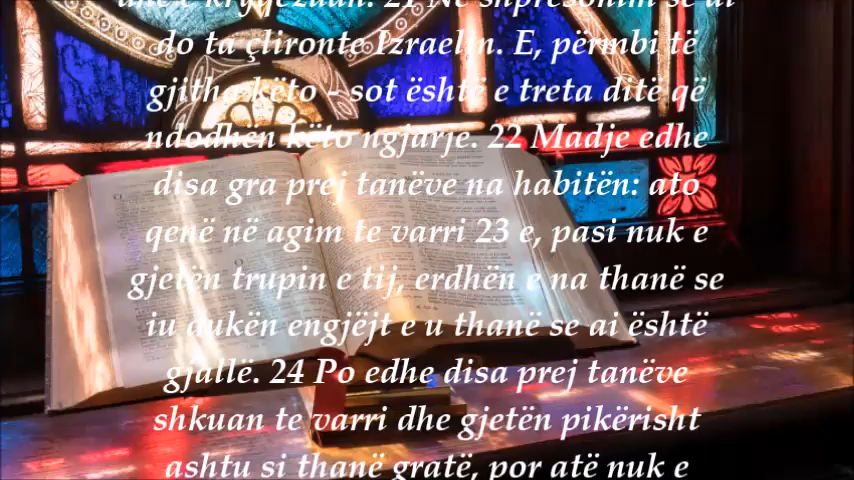 dhe e kryqëzuan. 21 Ne shpresonim se ai
do ta çlironte Izraelin. E, përmbi të
gjitha këto - sot është e treta ditë që
ndodhën këto ngjarje. 22 Madje edhe
disa gra prej tanëve na habitën: ato
qenë në agim te varri 23 e, pasi nuk e
gjetën trupin e tij, erdhën e na thanë se
iu dukën engjëjt e u thanë se ai është
gjallë. 24 Po edhe disa prej tanëve
shkuan te varri dhe gjetën pikërisht
ashtu si thanë gratë, por atë nuk e